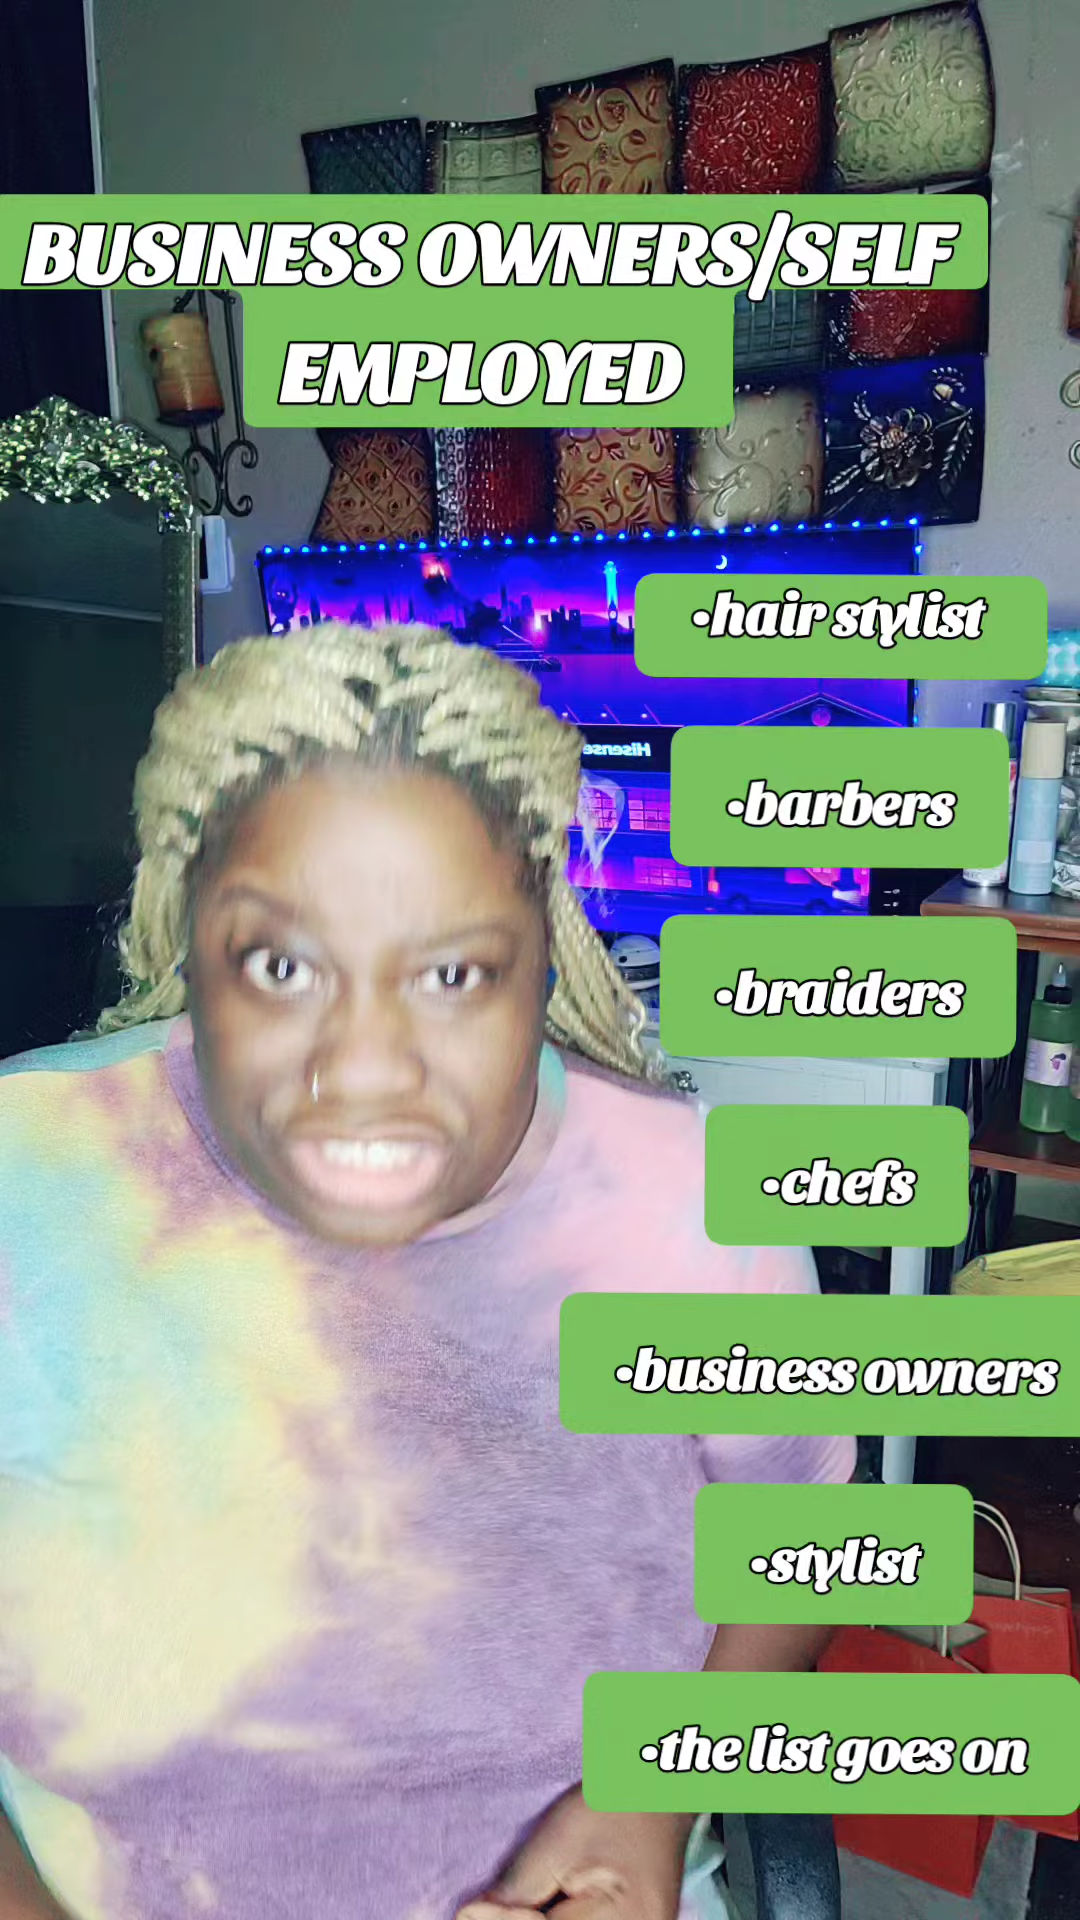 BUSINESS OWNERS/SELF
EMPLOYED
•hair stylist
Hisense
•barbers
•braiders
•chefs
•business owners
•stylist
•the list goes on